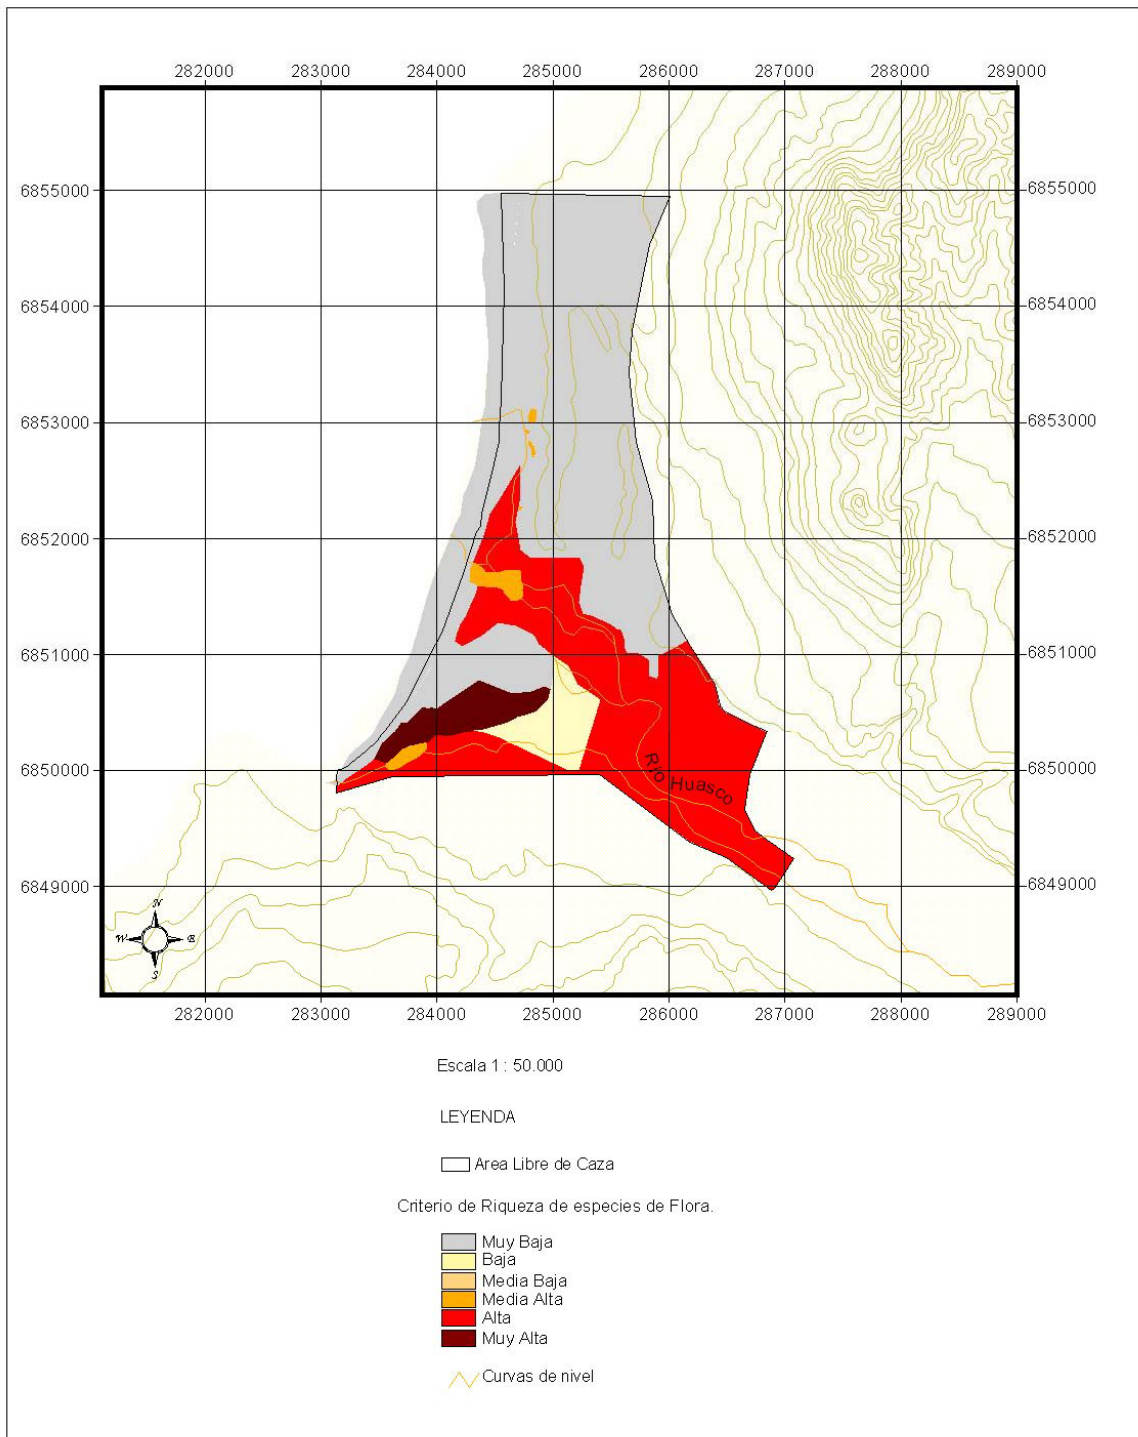 282000 283000 284000 285000 286000 287000 288000 289000
6855000 6855000
6854000 6854000
6853000 6853000
6852000 6852000
6851000 6851000
6850000 6850000
Río Huasco
6849000 6849000
N
W E
S
282000 283000 284000 285000 286000 287000 288000 289000
Escala 1 : 50.000
LEYENDA
Area Libre de Caza
Criterio de Riqueza de especies de Flora.
Muy Baja
Baja
Media Baja
Media Alta
Alta
Muy Alta
Curvas de nivel